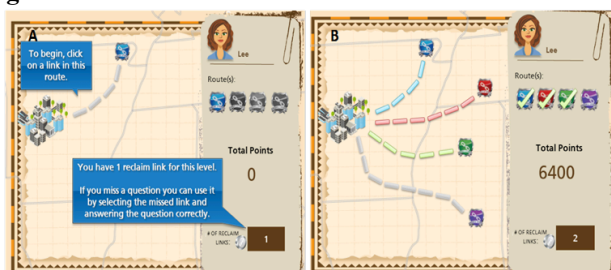 A
To begin, click
on a link in this
route.
Lee
Route(s):
Total Points
0
You have 1 reclaim link for this level.
If you miss a question you can use it
by selecting the missed link and
answering the question correctly.
# OF RECLAIM
LINKS:
1
B
Lee
Route(s):
Total Points
6400
# OF RECLAIM
LINKS:
2